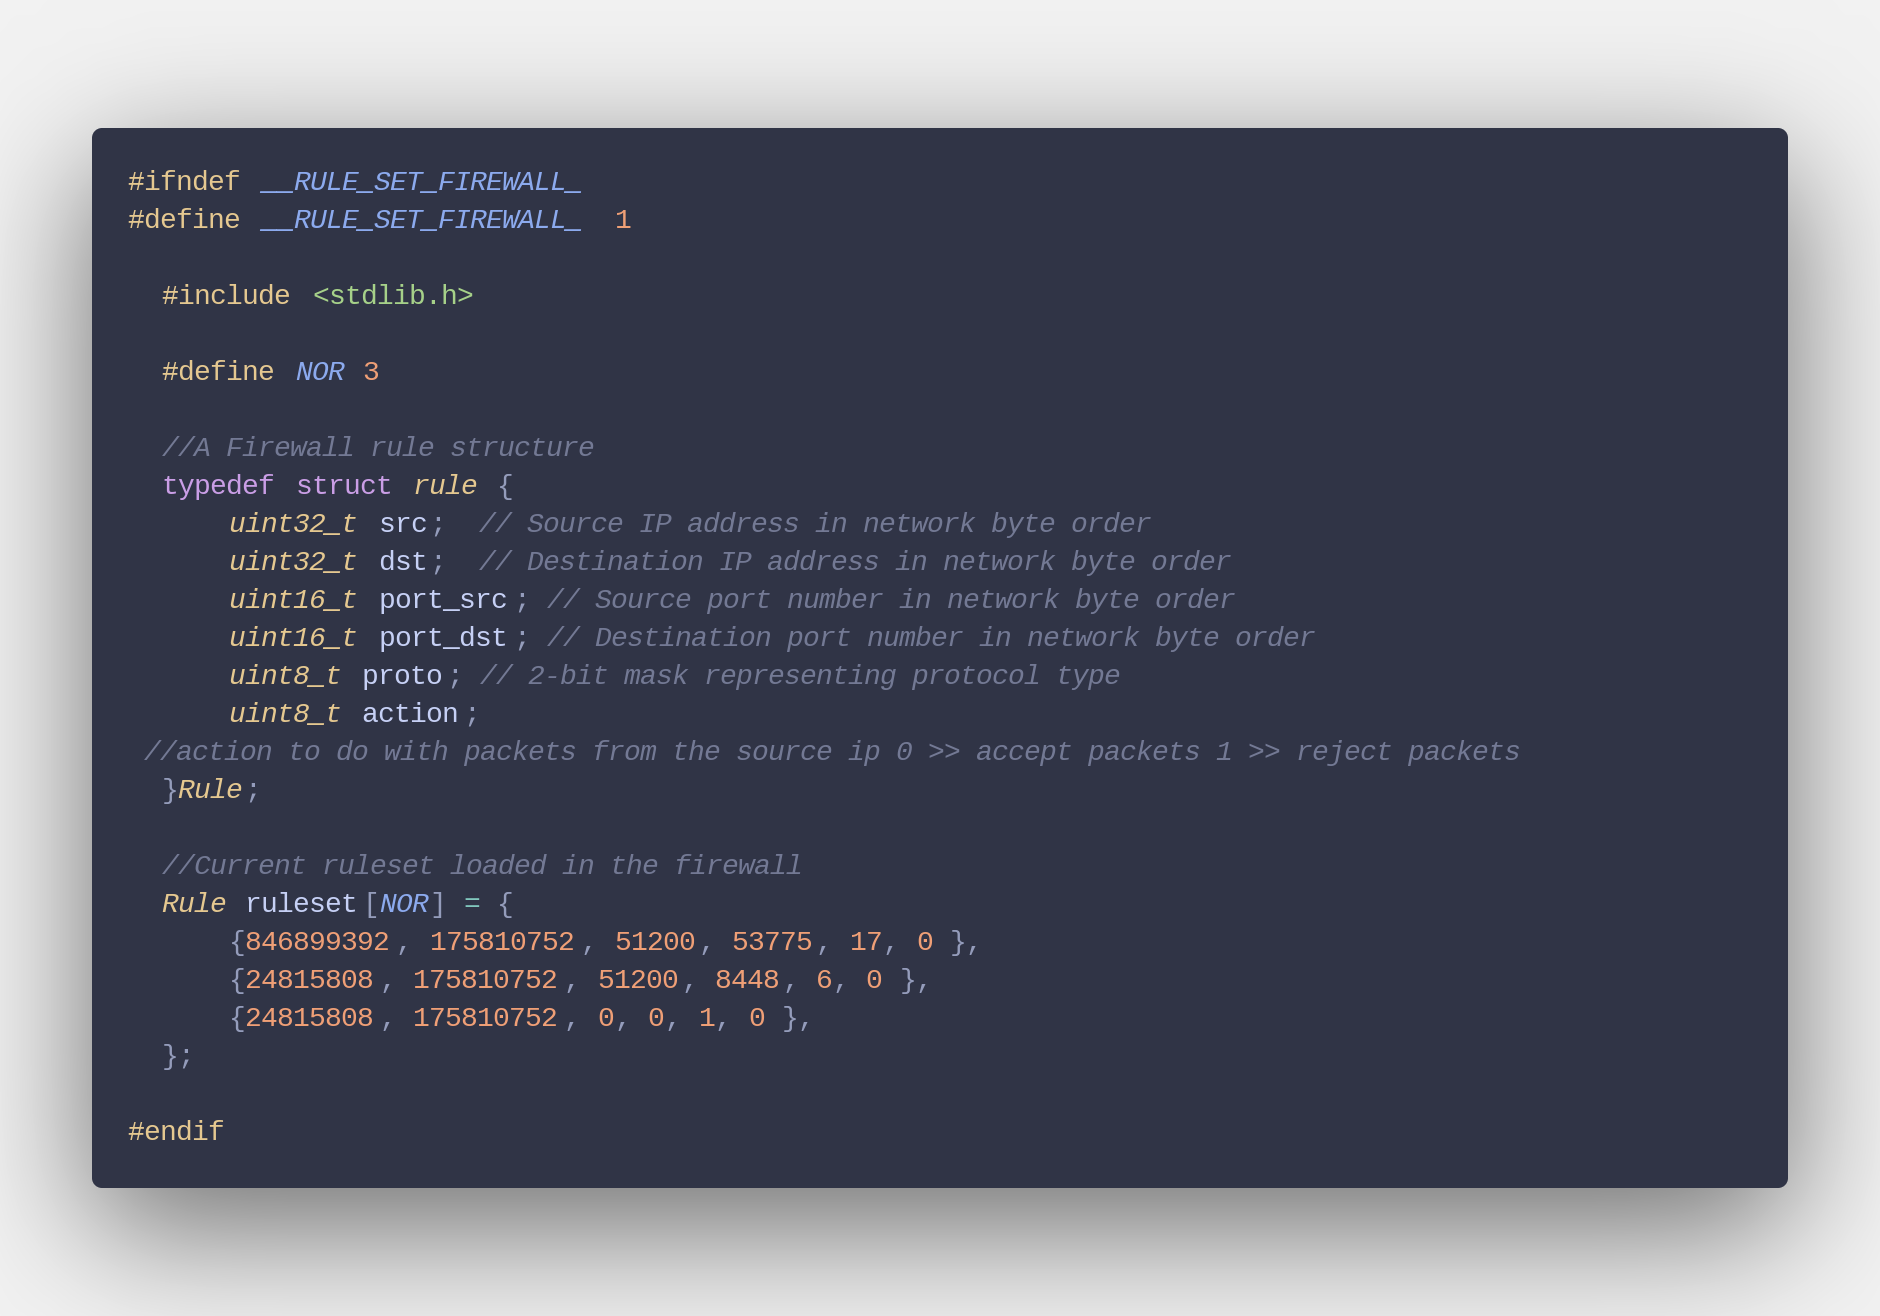 #ifndef __RULE_SET_FIREWALL_
#define __RULE_SET_FIREWALL_  1
#include <stdlib.h>
#define NOR 3
//A Firewall rule structure
typedef struct rule {
uint32_t src;  // Source IP address in network byte order
uint32_t dst;  // Destination IP address in network byte order
uint16_t port_src; // Source port number in network byte order
uint16_t port_dst; // Destination port number in network byte order
uint8_t proto; // 2-bit mask representing protocol type
uint8_t action;
//action to do with packets from the source ip 0 >> accept packets 1 >> reject packets
}Rule;
//Current ruleset loaded in the firewall
Rule ruleset[NOR] = {
{846899392, 175810752, 51200, 53775, 17, 0 },
{24815808, 175810752, 51200, 8448, 6, 0 },
{24815808, 175810752, 0, 0, 1, 0 },
};
#endif